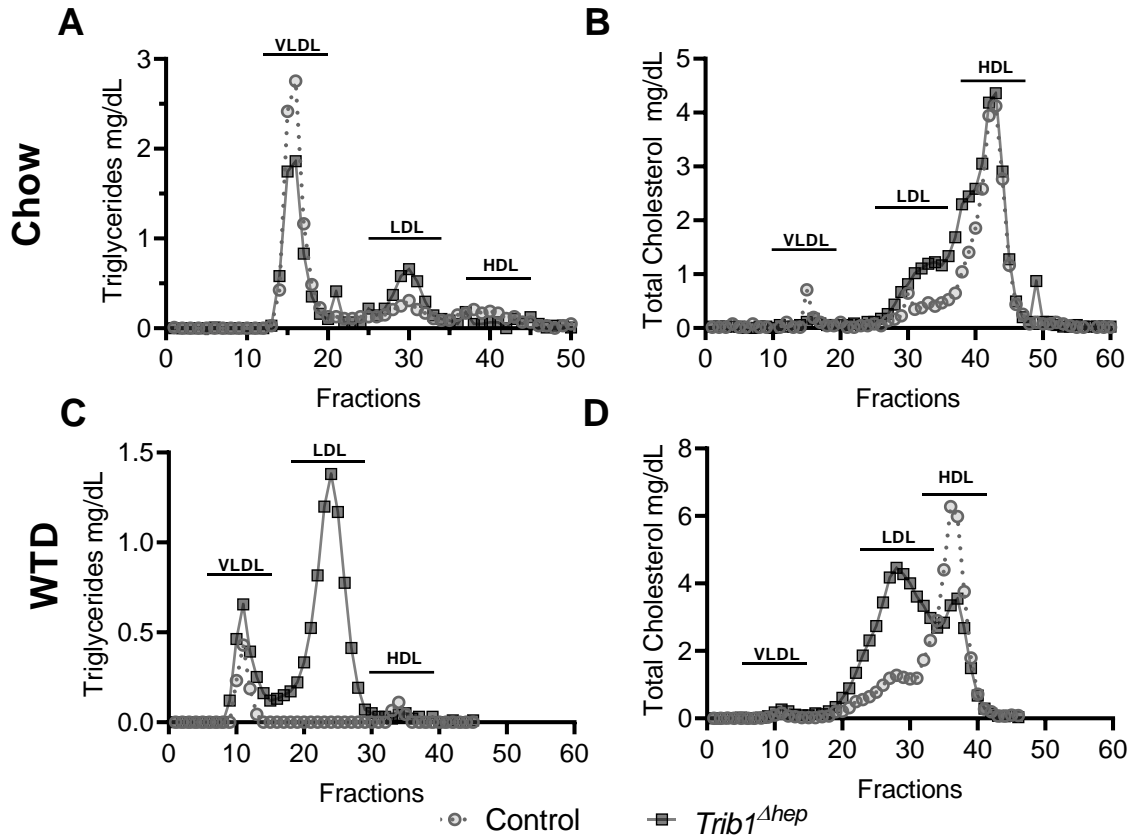 A
B
Chow
Triglycerides mg/dL
3
2
1
0
0
10
20
30
40
50
Fractions
VLDL
LDL
HDL
Total Cholesterol mg/dL
5
4
3
2
1
0
0
10
20
30
40
50
60
Fractions
VLDL
LDL
HDL
C
D
WTD
Triglycerides mg/dL
1.5
1.0
0.5
0.0
0
10
20
30
40
50
60
Fractions
VLDL
LDL
HDL
Total Cholesterol mg/dL
8
6
4
2
0
0
10
20
30
40
50
60
Fractions
VLDL
LDL
HDL
Control
Trib1Δhep